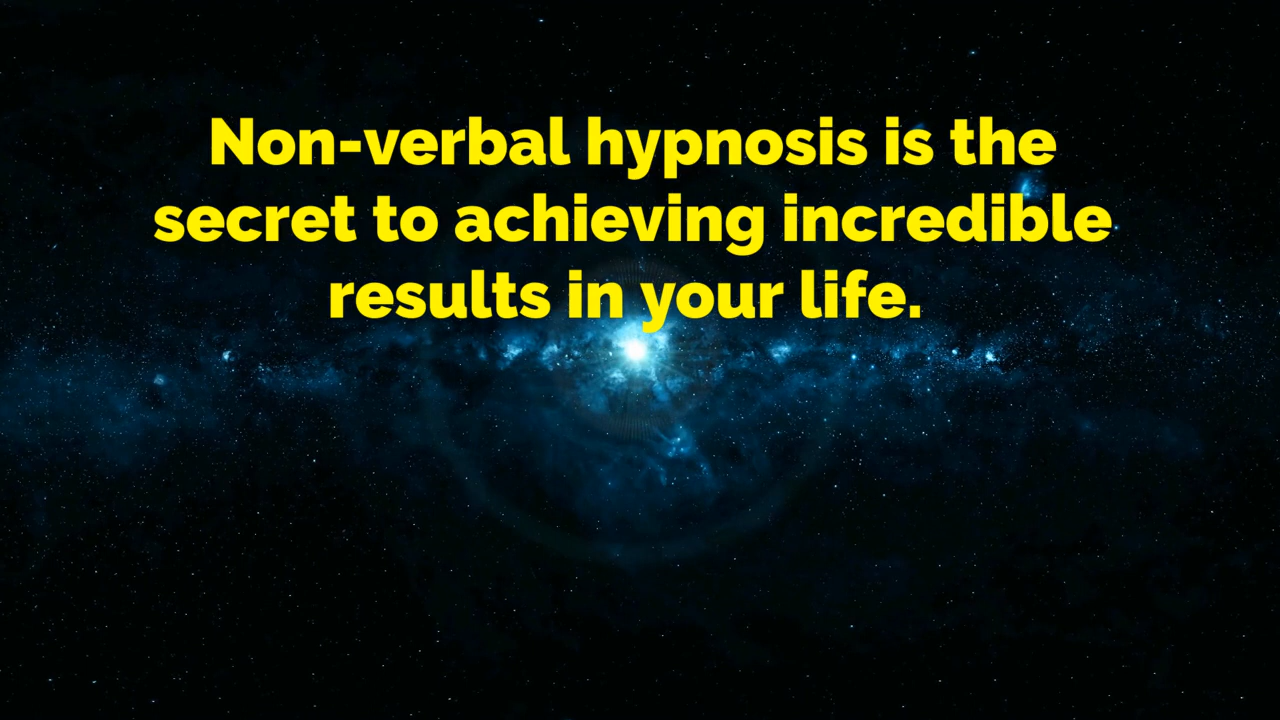 Non-verbal hypnosis is the
secret to achieving incredible
results in your life.